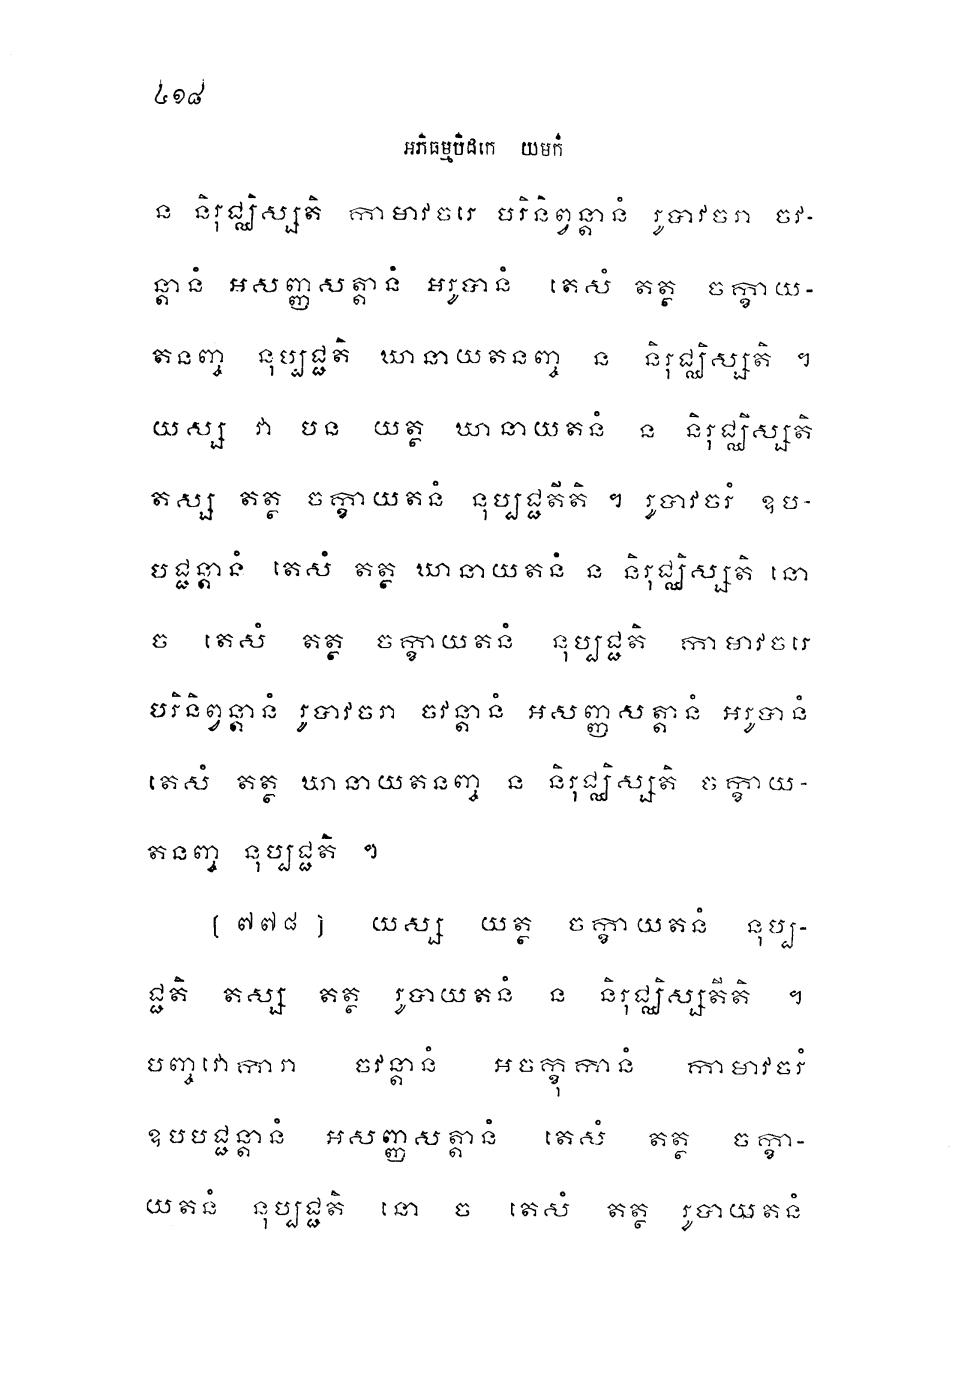 ៤១៨
អភិធម្មបិដកេ យមកំ
ន និរុជ្ឈិស្សតិ កាមាវចរេ បរិនិព្វន្តានំ រូបាវចរា ចវ-
ន្តានំ អសញ្ញសត្តានំ អរូបានំ តេសំ តត្ថ ចក្ខាយ-
តនញ្ច នុប្បជ្ជតិ ឃានាយតនញ្ច ន និរុជ្ឈិស្សតិ ។
យស្ស វា បន យត្ថ ឃានាយតនំ ន និរុជ្ឈិស្សតិ
តស្ស តត្ថ ចក្ខាយតនំ នុប្បជ្ជតីតិ ។ រូបាវចរំ ឧប-
បជ្ជន្តានំ តេសំ តត្ថ ឃានាយតនំ ន និរុជ្ឈិស្សតិ នោ
ច តេសំ តត្ថ ចក្ខាយតនំ នុប្បជ្ជតិ កាមាវចរេ
បរិនិព្វន្តានំ រូបាវចរា ចវន្តានំ អសញ្ញសត្តានំ អរូបានំ
តេសំ តត្ថ ឃានាយតនញ្ច ន និរុជ្ឈិស្សតិ ចក្ខាយ-
តនញ្ច នុប្បជ្ជតិ ។
[ ៧៧៨ ] យស្ស យត្ថ ចក្ខាយតនំ នុប្ប-
ជ្ជតិ តស្ស តត្ថ រូបាយតនំ ន និរុជ្ឈិស្សតីតិ ។
បញ្ចវោការា ចវន្តានំ អចក្ខុកានំ កាមាវចរំ
ឧបបជ្ជន្តានំ អសញ្ញសត្តានំ តេសំ តត្ថ ចក្ខា-
យតនំ នុប្បជ្ជតិ នោ ច តេសំ តត្ថ រូបាយតនំ